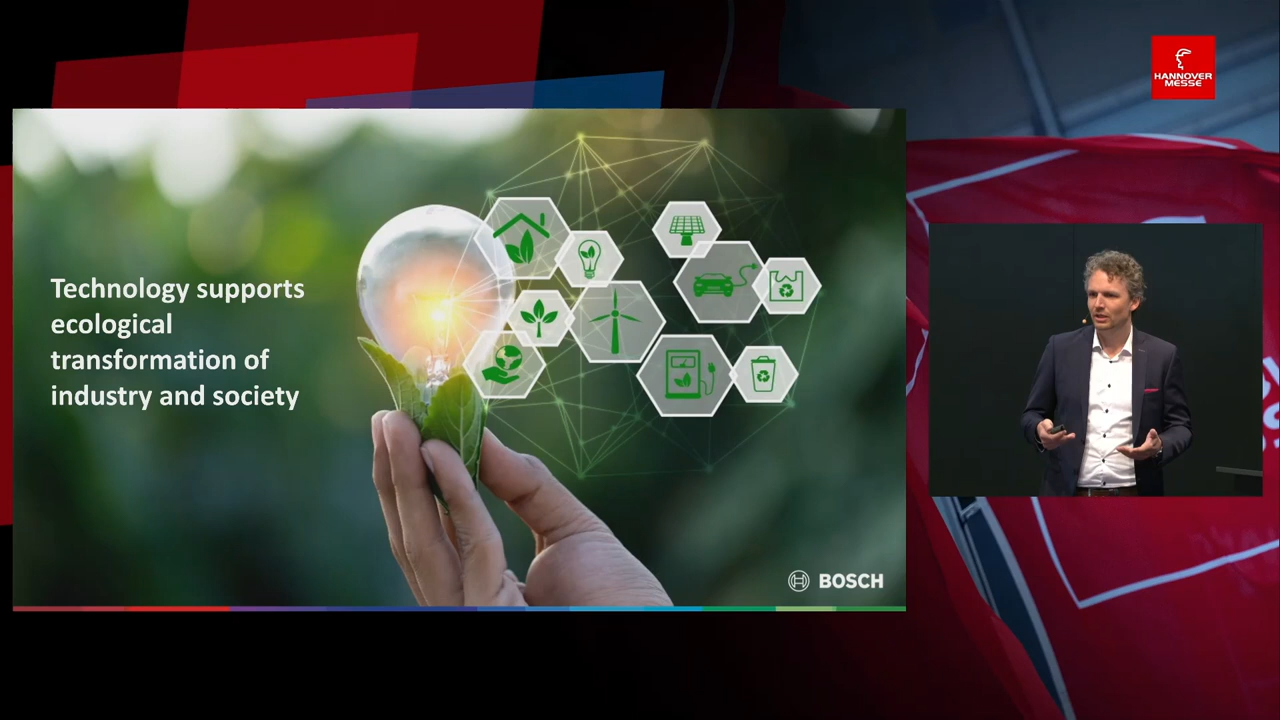 HANNOVER
MESSE
Technology supports
ecological
transformation of
industry and society
BOSCH